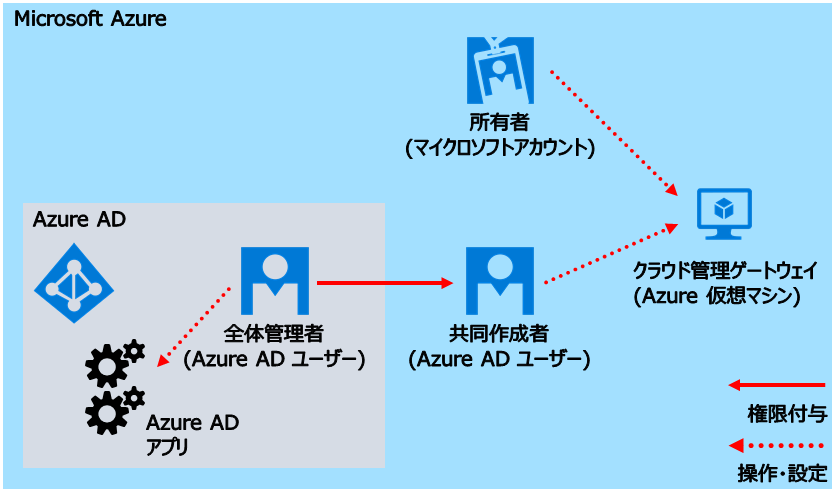 Microsoft Azure
所有者
(マイクロソフトアカウント)
Azure AD
クラウド管理ゲートウェイ
(Azure 仮想マシン)
全体管理者
(Azure AD ユーザー)
共同作成者
(Azure AD ユーザー)
Azure AD
アプリ
権限付与
操作・設定